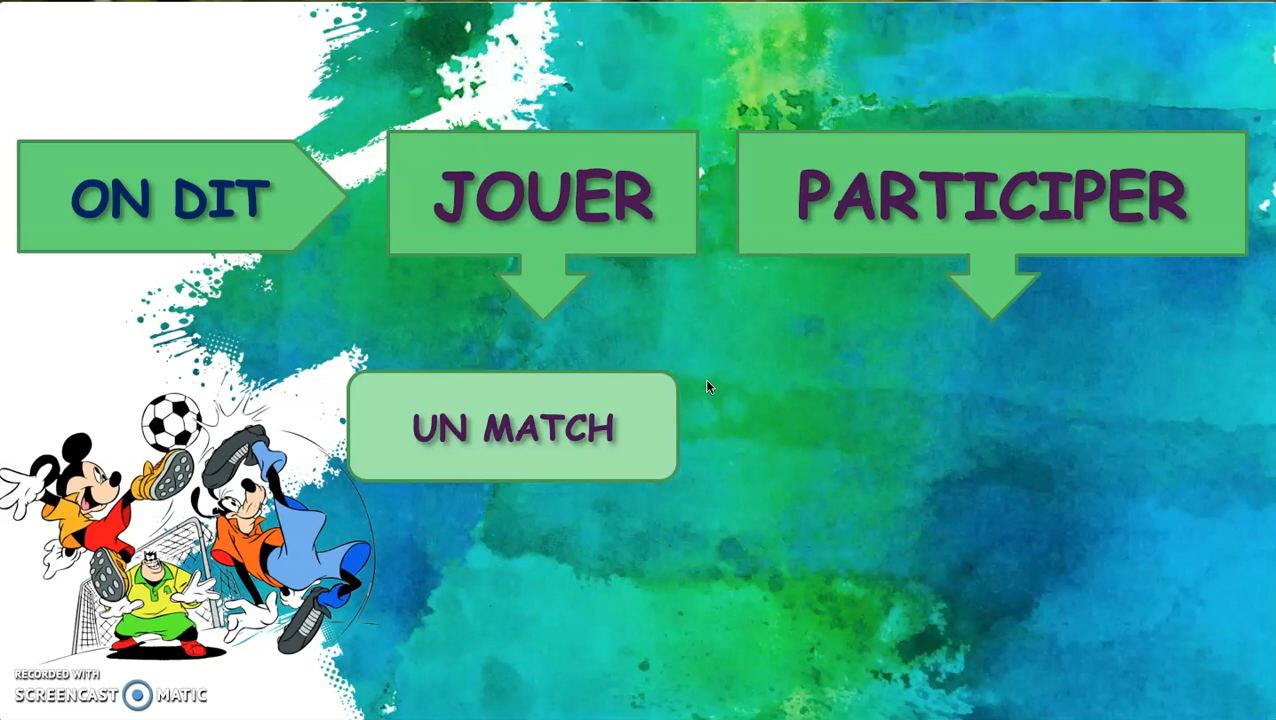 ON DIT
JOUER
PARTICIPER
UN MATCH
RECORDED WITH
SCREENCAST MATIC